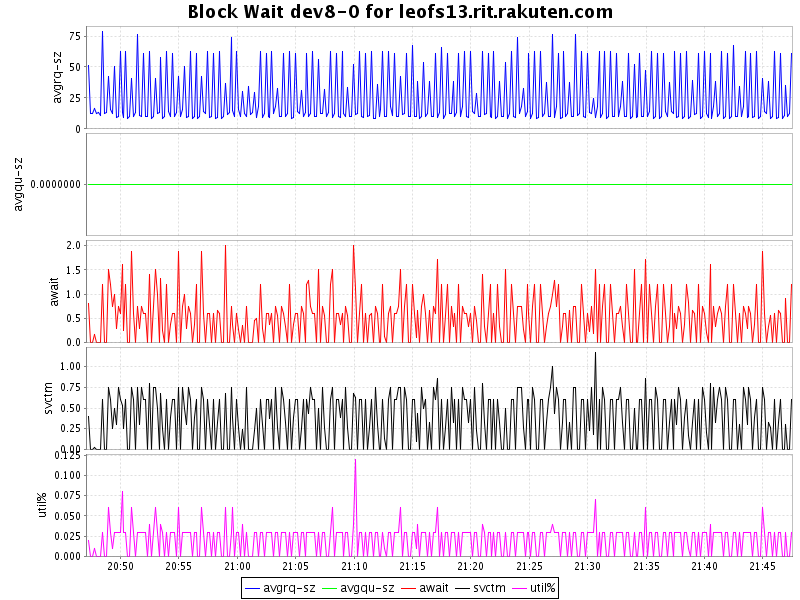 Block Wait dev8-0 for leofs13.rit.rakuten.com
avgrq-sz
75
50
25
0
avgqu-sz
0.0000000
await
2.0
1.5
1.0
0.5
0.0
svctm
1.00
0.75
0.50
0.25
0.00
util%
0.125
0.100
0.075
0.050
0.025
0.000
20:50 20:55 21:00 21:05 21:10 21:15 21:20 21:25 21:30 21:35 21:40 21:45
avgrq-sz avgqu-sz await svctm util%